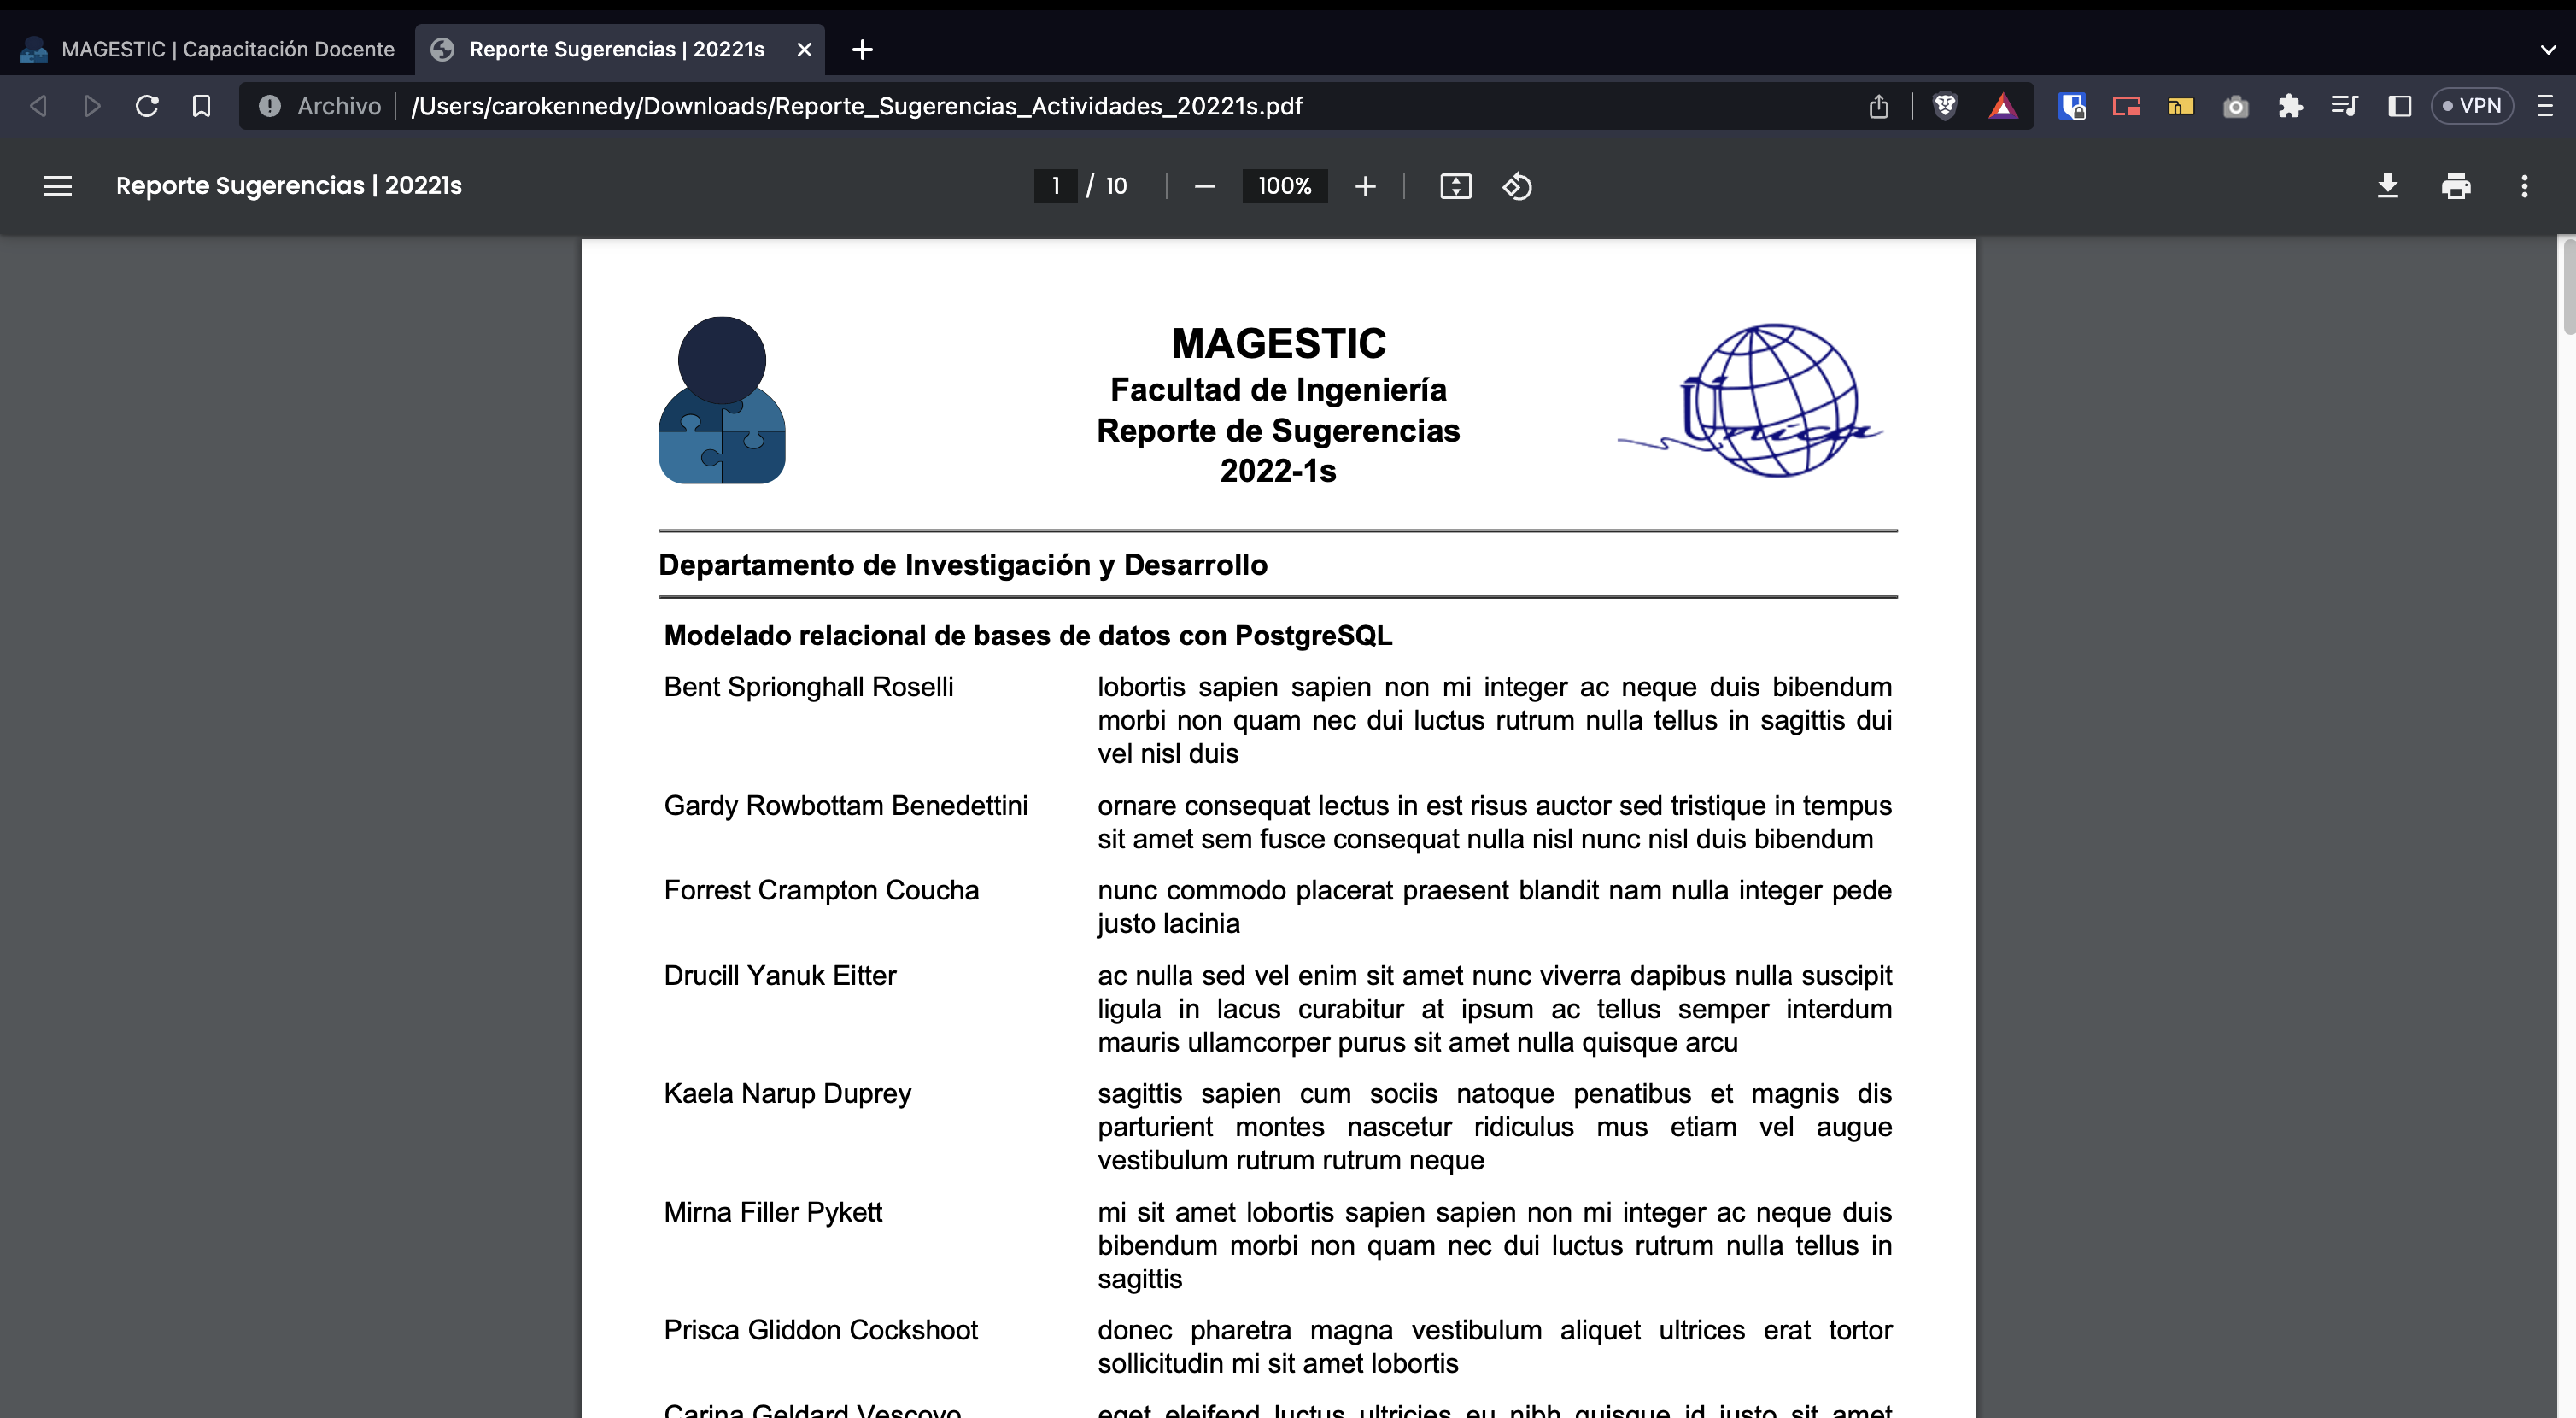 MAGESTIC | Capacitación Docente
Reporte Sugerencias | 20221s
Archivo
/Users/carokennedy/Downloads/Reporte_Sugerencias_Actividades_20221s.pdf
VPN
Reporte Sugerencias | 20221s
1 / 10
100%
MAGESTIC
Facultad de Ingeniería
Reporte de Sugerencias
2022-1s
Única
Departamento de Investigación y Desarrollo
Modelado relacional de bases de datos con PostgreSQL
Bent Sprionghall Roselli
lobortis sapien sapien non mi integer ac neque duis bibendum
morbi non quam nec dui luctus rutrum nulla tellus in sagittis dui
vel nisl duis
Gardy Rowbottam Benedettini
ornare consequat lectus in est risus auctor sed tristique in tempus
sit amet sem fusce consequat nulla nisl nunc nisl duis bibendum
Forrest Crampton Coucha
nunc commodo placerat praesent blandit nam nulla integer pede
justo lacinia
Drucill Yanuk Eitter
ac nulla sed vel enim sit amet nunc viverra dapibus nulla suscipit
ligula in lacus curabitur at ipsum ac tellus semper interdum
mauris ullamcorper purus sit amet nulla quisque arcu
Kaela Narup Duprey
sagittis sapien cum sociis natoque penatibus et magnis dis
parturient montes nascetur ridiculus mus etiam vel augue
vestibulum rutrum rutrum neque
Mirna Filler Pykett
mi sit amet lobortis sapien sapien non mi integer ac neque duis
bibendum morbi non quam nec dui luctus rutrum nulla tellus in
sagittis
Prisca Gliddon Cockshoot
donec pharetra magna vestibulum aliquet ultrices erat tortor
sollicitudin mi sit amet lobortis
Carina Geldard Vescovo
eget eleifend luctus ultricies eu nibh quisque id justo sit amet